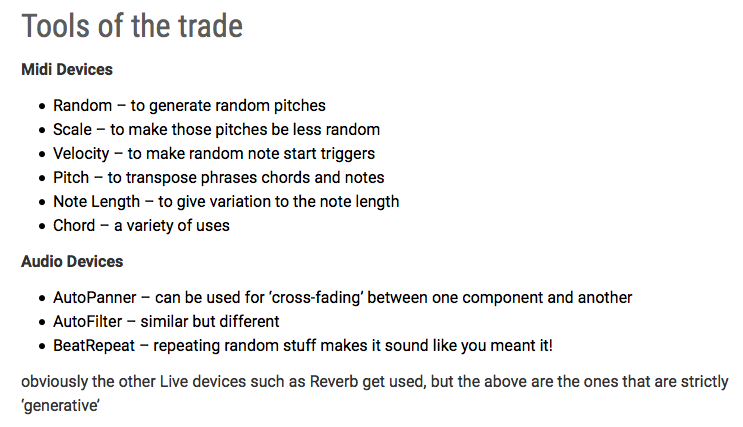 Tools of the trade
Midi Devices
• Random – to generate random pitches
• Scale – to make those pitches be less random
• Velocity – to make random note start triggers
• Pitch – to transpose phrases chords and notes
• Note Length – to give variation to the note length
• Chord – a variety of uses
Audio Devices
• AutoPanner – can be used for ‘cross-fading’ between one component and another
• AutoFilter – similar but different
• BeatRepeat – repeating random stuff makes it sound like you meant it!
obviously the other Live devices such as Reverb get used, but the above are the ones that are strictly
‘generative’